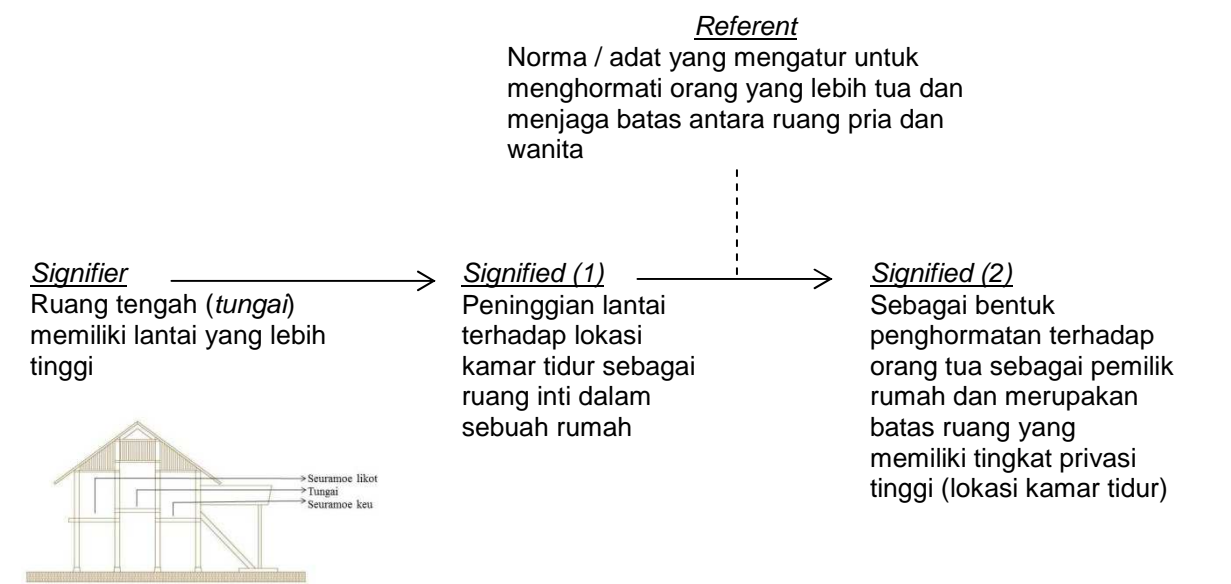 Referent
Norma / adat yang mengatur untuk
menghormati orang yang lebih tua dan
menjaga batas antara ruang pria dan
wanita
Signifier
Ruang tengah (tungai)
memiliki lantai yang lebih
tinggi
Signified (1)
Peninggian lantai
terhadap lokasi
kamar tidur sebagai
ruang inti dalam
sebuah rumah
Signified (2)
Sebagai bentuk
penghormatan terhadap
orang tua sebagai pemilik
rumah dan merupakan
batas ruang yang
memiliki tingkat privasi
tinggi (lokasi kamar tidur)
Seuramoe likot
Tungai
Seuramoe keu